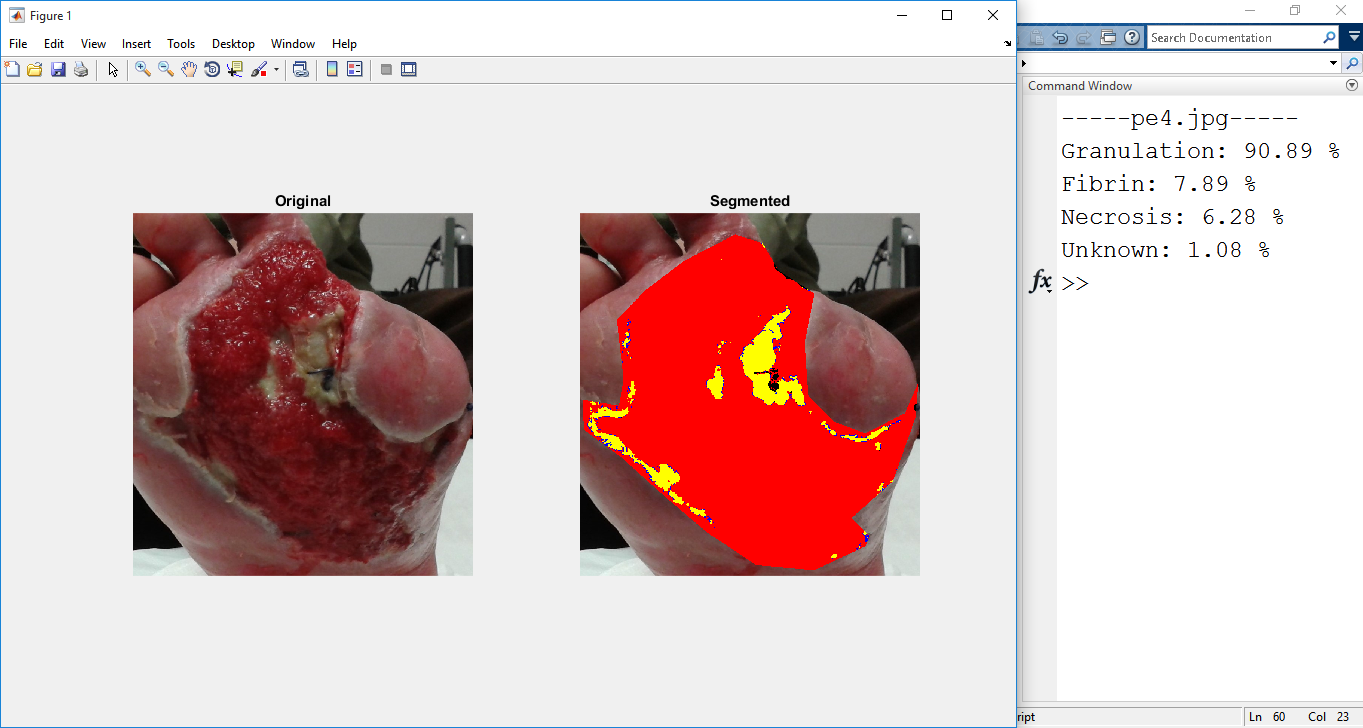 Figure 1
File Edit View Insert Tools Desktop Window Help
Original
Segmented
Search Documentation
Command Window
-----pe4.jpg-----
Granulation: 90.89 %
Fibrin: 7.89 %
Necrosis: 6.28 %
Unknown: 1.08 %
fx >>
ript
Ln 60 Col 23